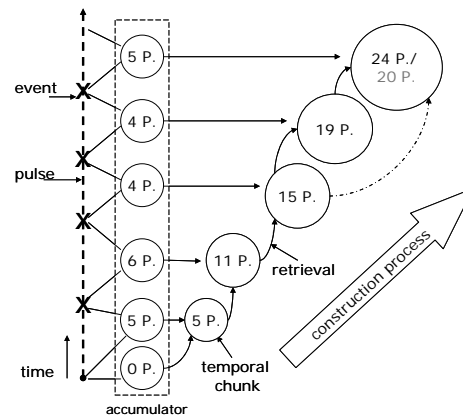 5 P.
24 P./
20 P.
event
4 P.
19 P.
pulse
4 P.
15 P.
6 P.
11 P.
retrieval
construction process
5 P.
5 P.
time
0 P.
temporal
chunk
accumulator